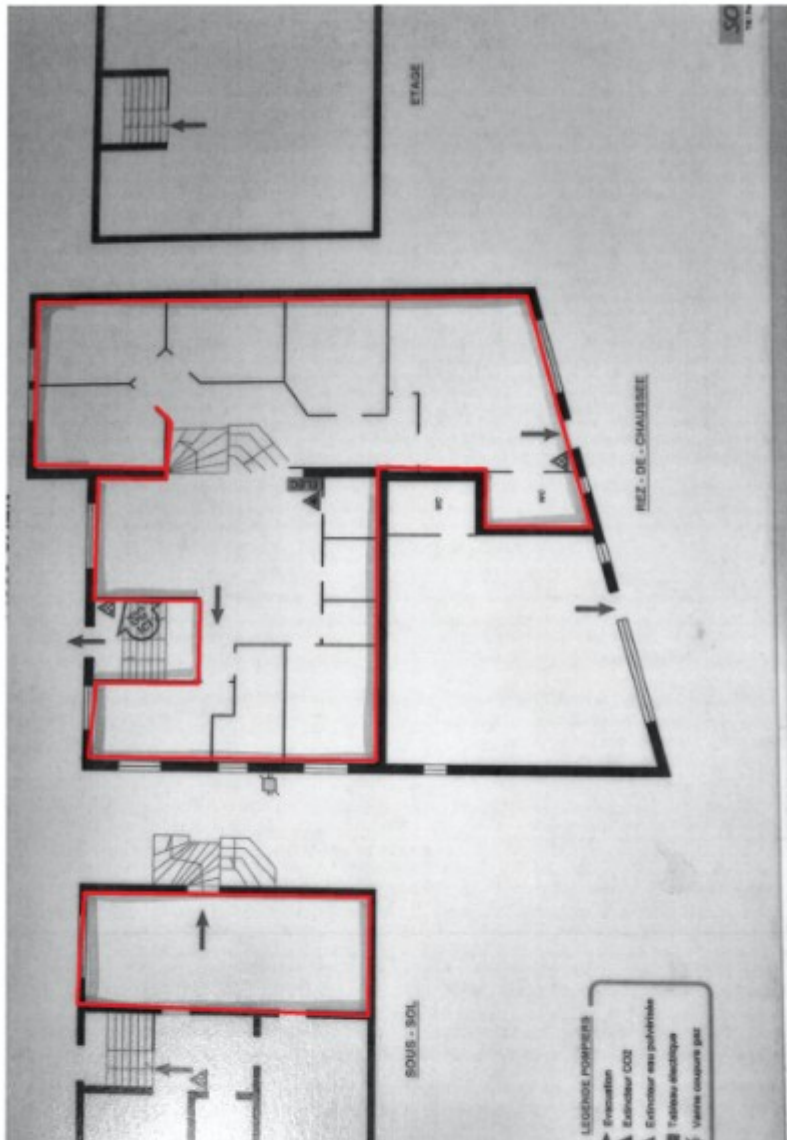 ETAGE
REZ - DE - CHAUSSEE
ELEC
SOUS - SOL
LEGENDE POMPIERS
Evacuation
Extincteur CO2
Extincteur eau pulvérisée
Tableau électrique
Vanne coupure gaz